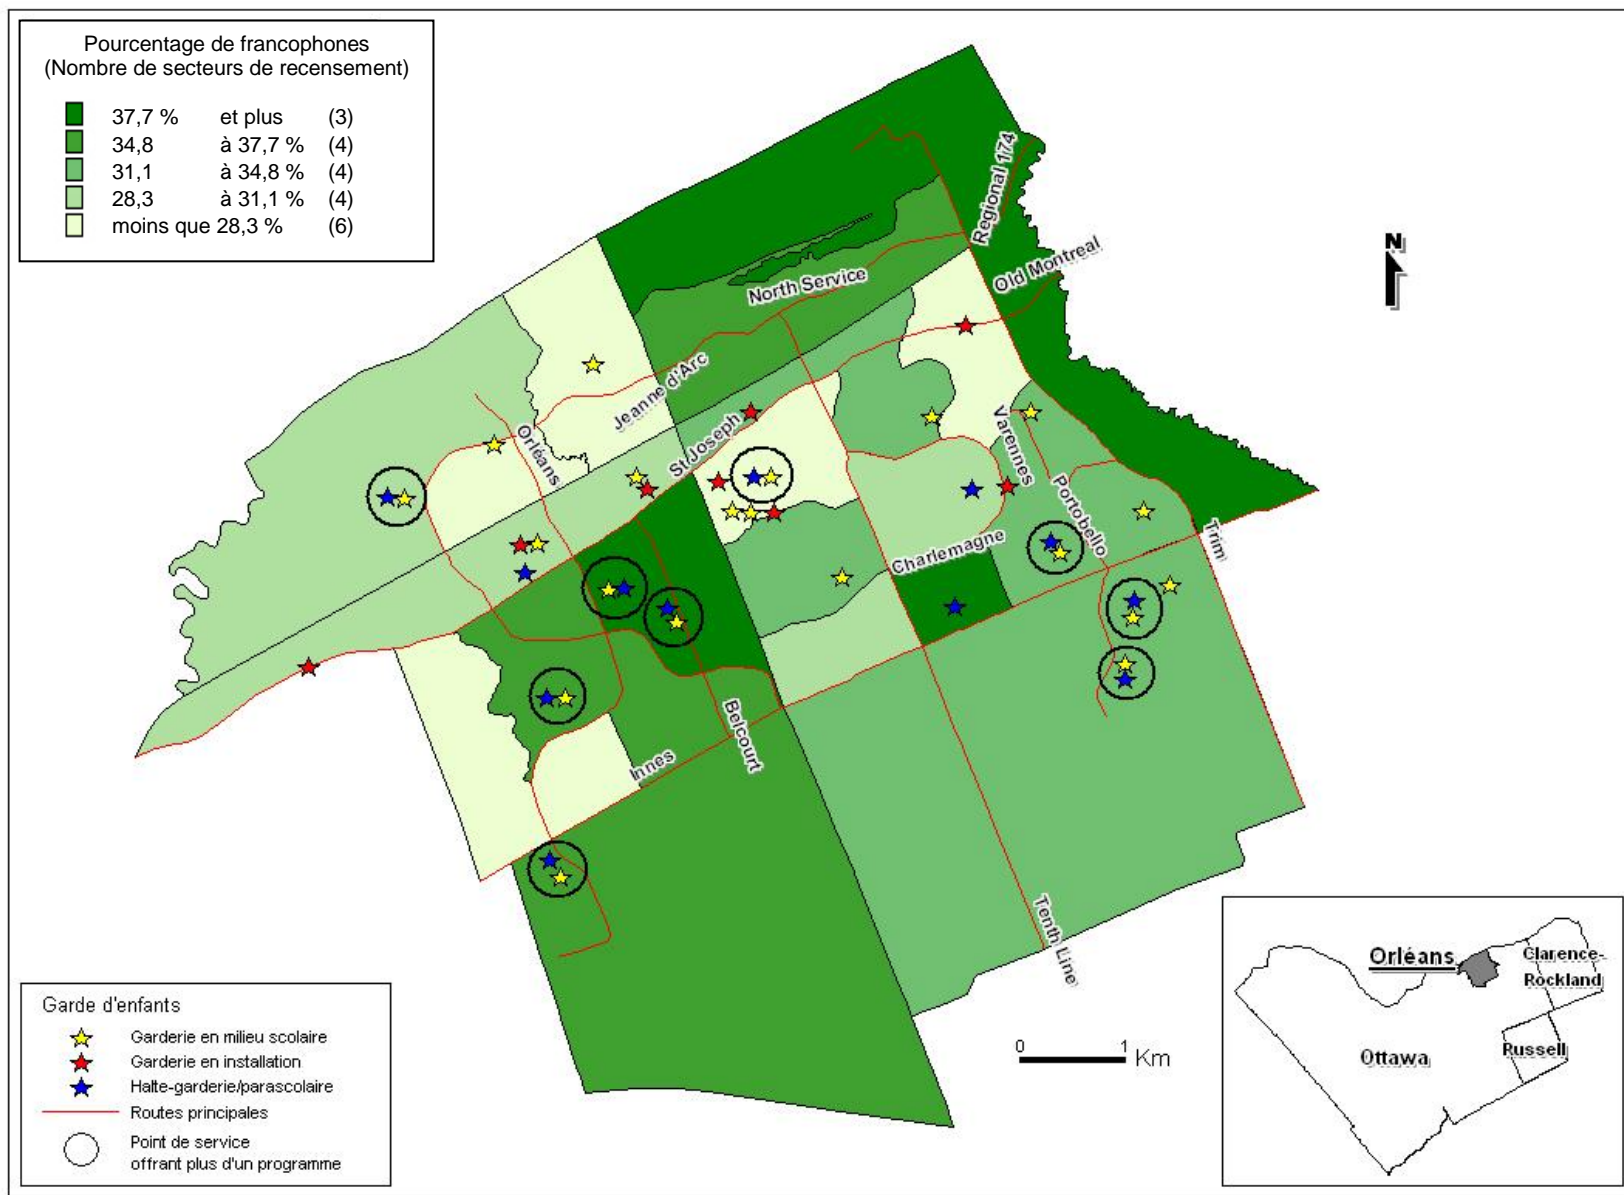 Pourcentage de francophones
(Nombre de secteurs de recensement)
37,7 % et plus (3)
34,8 à 37,7 % (4)
31,1 à 34,8 % (4)
28,3 à 31,1 % (4)
moins que 28,3 % (6)
Regional 174
N
Old Montreal
North Service
Jeanne d'Arc
Orléans
St Joseph
Varennes
Portobello
Charlemagne
Trim
Belcourt
Innes
Tenth Line
0 1 Km
Garde d'enfants
Garderie en milieu scolaire
Garderie en installation
Halte-garderie/parascolaire
Routes principales
Point de service
offrant plus d'un programme
Orléans
Clarence-
Rockland
Ottawa
Russell